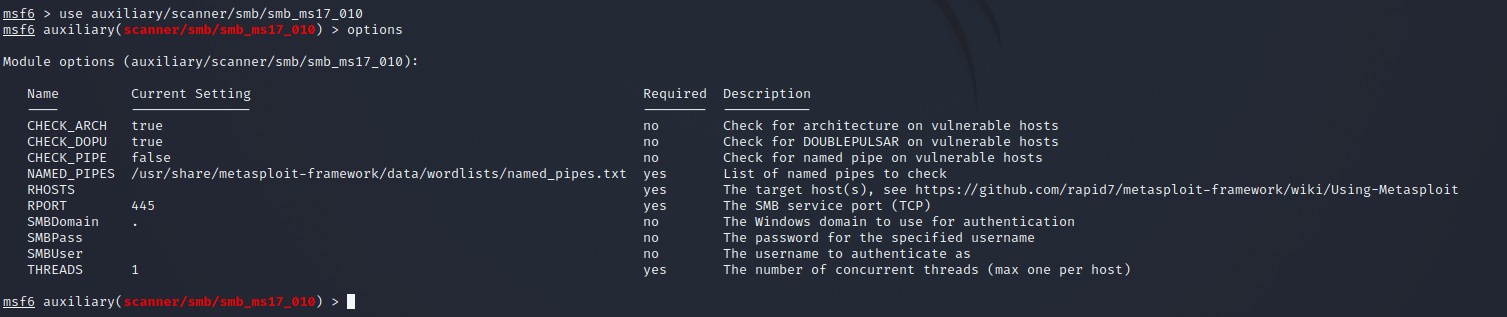 msf6 > use auxiliary/scanner/smb/smb_ms17_010
msf6 auxiliary(scanner/smb/smb_ms17_010) > options
Module options (auxiliary/scanner/smb/smb_ms17_010):
Name Current Setting Required Description
---- --------------- -------- -----------
CHECK_ARCH true no Check for architecture on vulnerable hosts
CHECK_DOPU true no Check for DOUBLEPULSAR on vulnerable hosts
CHECK_PIPE false no Check for named pipe on vulnerable hosts
NAMED_PIPES /usr/share/metasploit-framework/data/wordlists/named_pipes.txt yes List of named pipes to check
RHOSTS yes The target host(s), see https://github.com/rapid7/metasploit-framework/wiki/Using-Metasploit
RPORT 445 yes The SMB service port (TCP)
SMBDomain . no The Windows domain to use for authentication
SMBPass no The password for the specified username
SMBUser no The username to authenticate as
THREADS 1 yes The number of concurrent threads (max one per host)
msf6 auxiliary(scanner/smb/smb_ms17_010) >